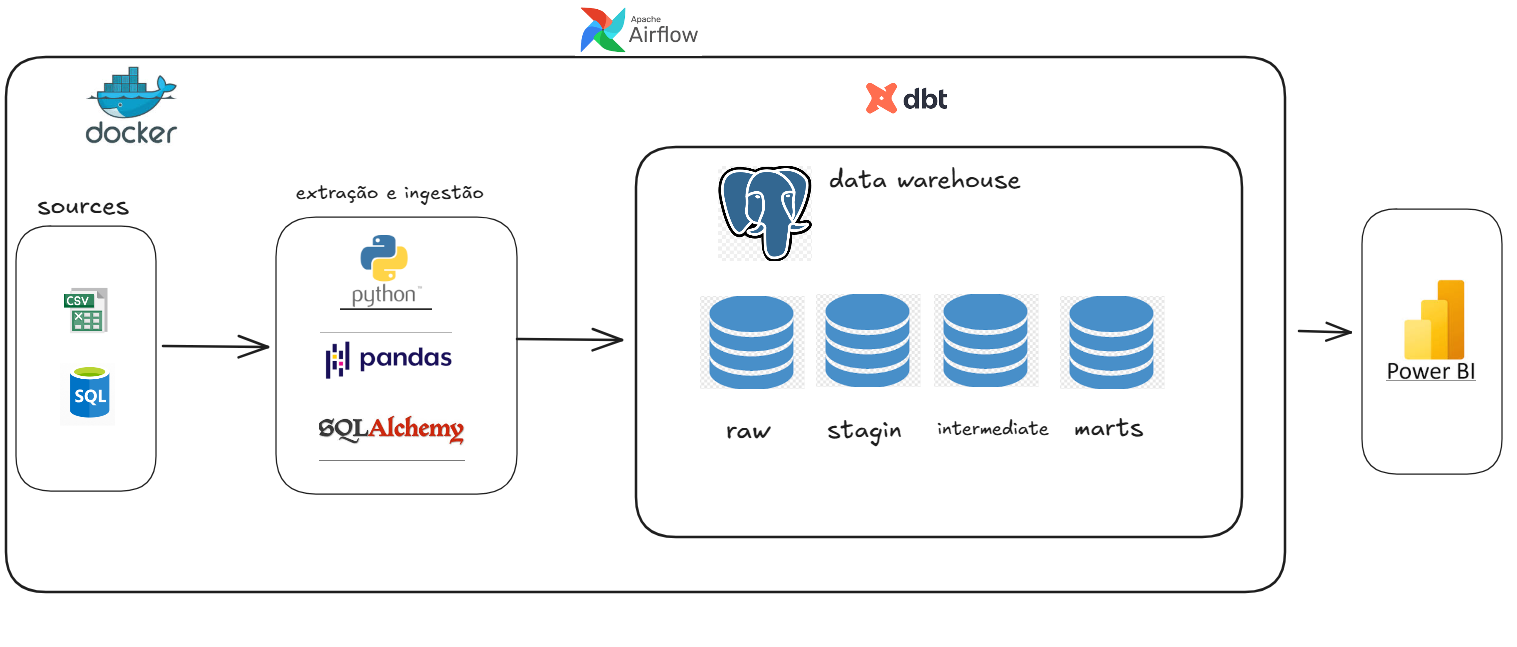 Apache
Airflow
docker
dbt
data warehouse
extração e ingestão
sources
CSV
SQL
python™
pandas
SQLAlchemy
raw
stagin
intermediate
marts
Power BI